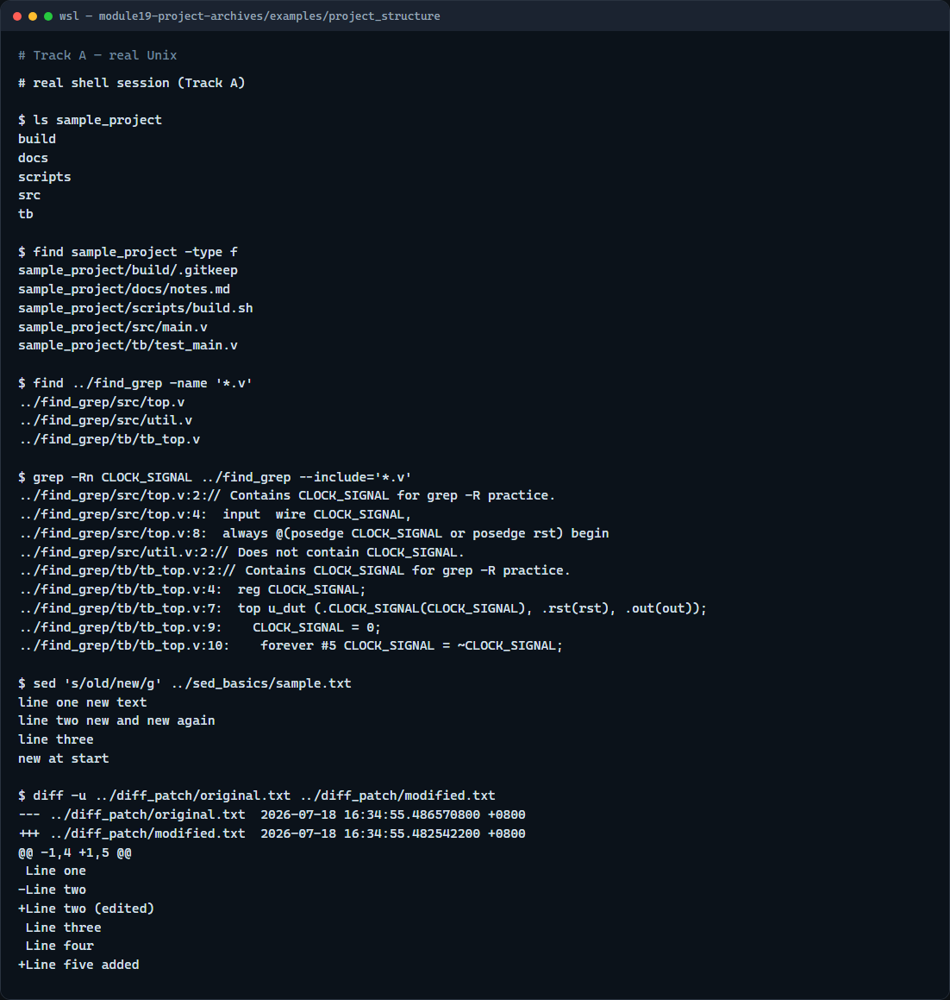 wsl — module19-project-archives/examples/project_structure
# Track A — real Unix
# real shell session (Track A)
$ ls sample_project
build
docs
scripts
src
tb
$ find sample_project -type f
sample_project/build/.gitkeep
sample_project/docs/notes.md
sample_project/scripts/build.sh
sample_project/src/main.v
sample_project/tb/test_main.v
$ find ../find_grep -name '*.v'
../find_grep/src/top.v
../find_grep/src/util.v
../find_grep/tb/tb_top.v
$ grep -Rn CLOCK_SIGNAL ../find_grep --include='*.v'
../find_grep/src/top.v:2:// Contains CLOCK_SIGNAL for grep -R practice.
../find_grep/src/top.v:4:  input  wire CLOCK_SIGNAL,
../find_grep/src/top.v:8:  always @(posedge CLOCK_SIGNAL or posedge rst) begin
../find_grep/src/util.v:2:// Does not contain CLOCK_SIGNAL.
../find_grep/tb/tb_top.v:2:// Contains CLOCK_SIGNAL for grep -R practice.
../find_grep/tb/tb_top.v:4:  reg CLOCK_SIGNAL;
../find_grep/tb/tb_top.v:7:  top u_dut (.CLOCK_SIGNAL(CLOCK_SIGNAL), .rst(rst), .out(out));
../find_grep/tb/tb_top.v:9:    CLOCK_SIGNAL = 0;
../find_grep/tb/tb_top.v:10:    forever #5 CLOCK_SIGNAL = ~CLOCK_SIGNAL;
$ sed 's/old/new/g' ../sed_basics/sample.txt
line one new text
line two new and new again
line three
new at start
$ diff -u ../diff_patch/original.txt ../diff_patch/modified.txt
--- ../diff_patch/original.txt  2026-07-18 16:34:55.486570800 +0800
+++ ../diff_patch/modified.txt  2026-07-18 16:34:55.482542200 +0800
@@ -1,4 +1,5 @@
 Line one
-Line two
+Line two (edited)
 Line three
 Line four
+Line five added